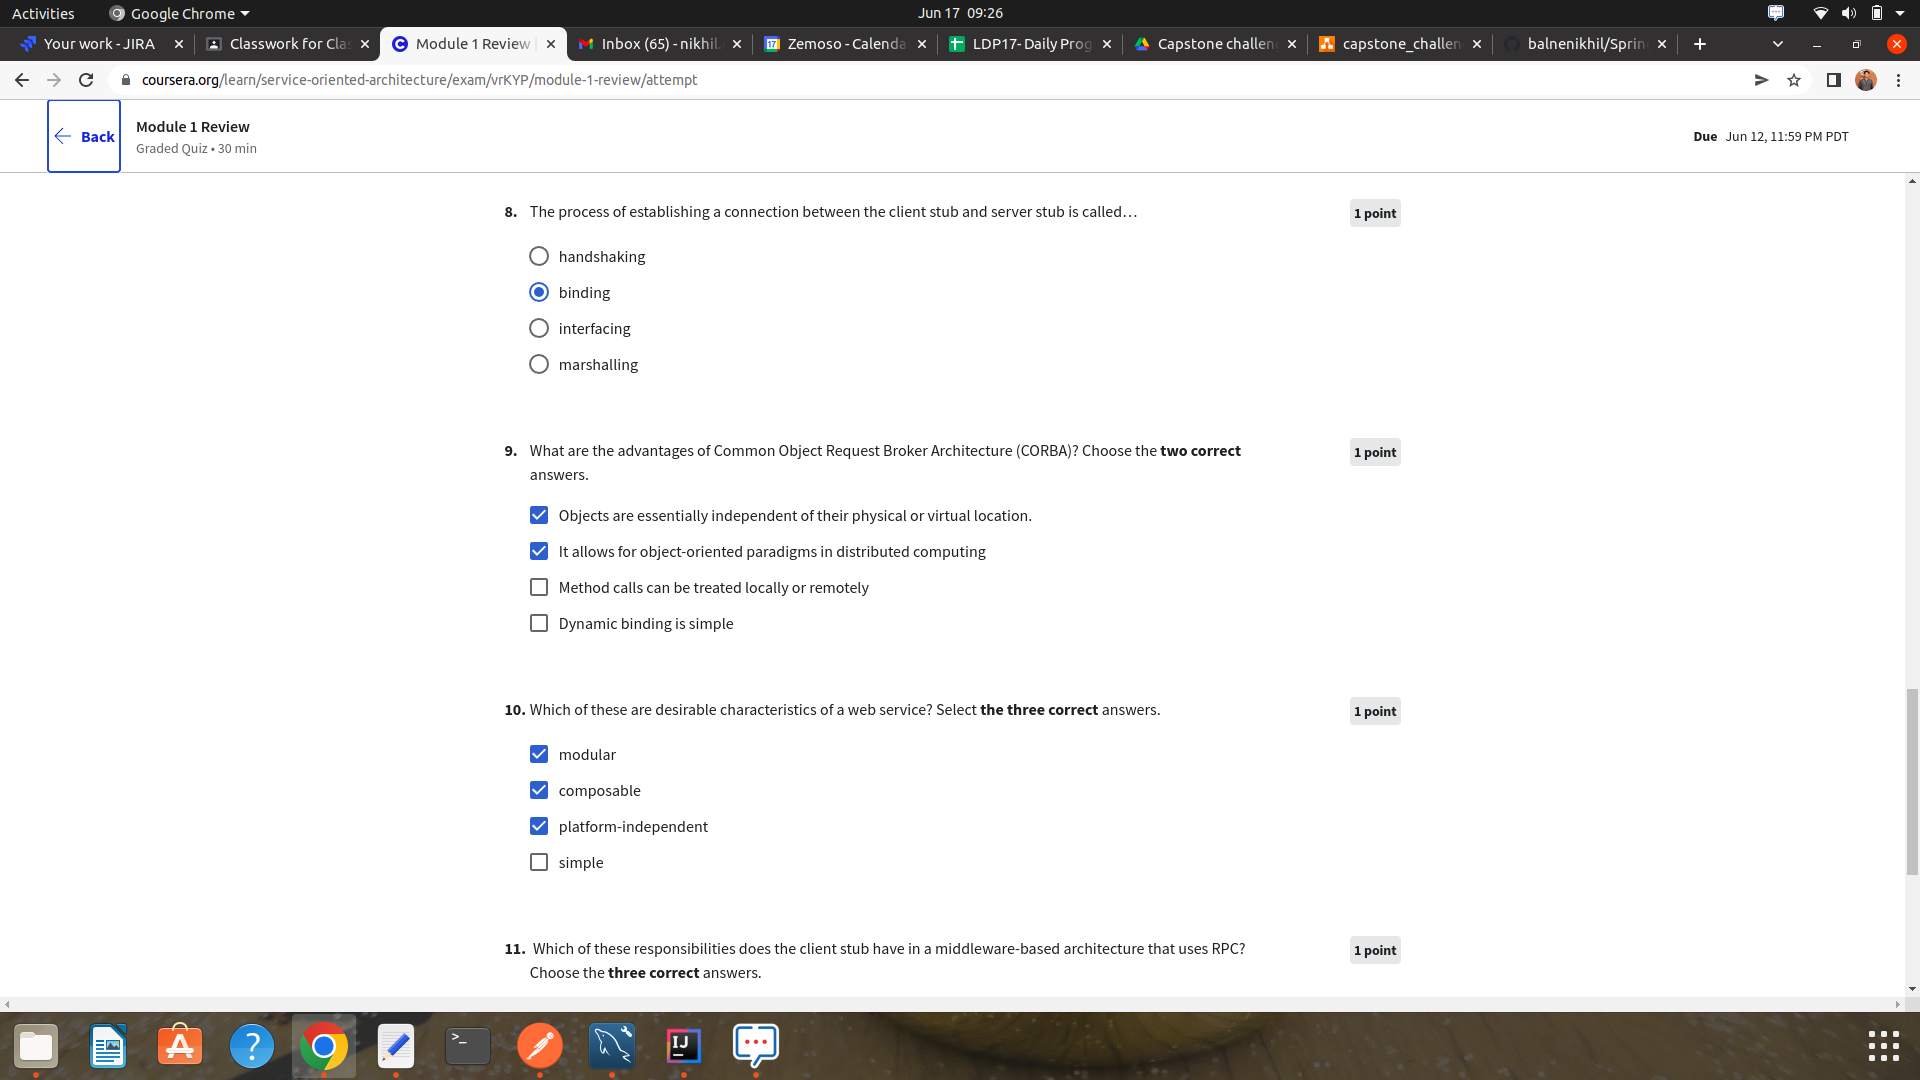 Activities
Google Chrome
Jun 17 09:26
Your work - JIRA
Classwork for Clas
Module 1 Review
Inbox (65) - nikhil.
Zemoso - Calenda
LDP17- Daily Prog
Capstone challen
capstone_challen
balnenikhil/Sprin
coursera.org/learn/service-oriented-architecture/exam/vrKYP/module-1-review/attempt
Back
Module 1 Review
Graded Quiz • 30 min
Due Jun 12, 11:59 PM PDT
8. The process of establishing a connection between the client stub and server stub is called…
1 point
handshaking
binding
interfacing
marshalling
9. What are the advantages of Common Object Request Broker Architecture (CORBA)? Choose the two correct
answers.
1 point
Objects are essentially independent of their physical or virtual location.
It allows for object-oriented paradigms in distributed computing
Method calls can be treated locally or remotely
Dynamic binding is simple
10. Which of these are desirable characteristics of a web service? Select the three correct answers.
1 point
modular
composable
platform-independent
simple
11. Which of these responsibilities does the client stub have in a middleware-based architecture that uses RPC?
Choose the three correct answers.
1 point